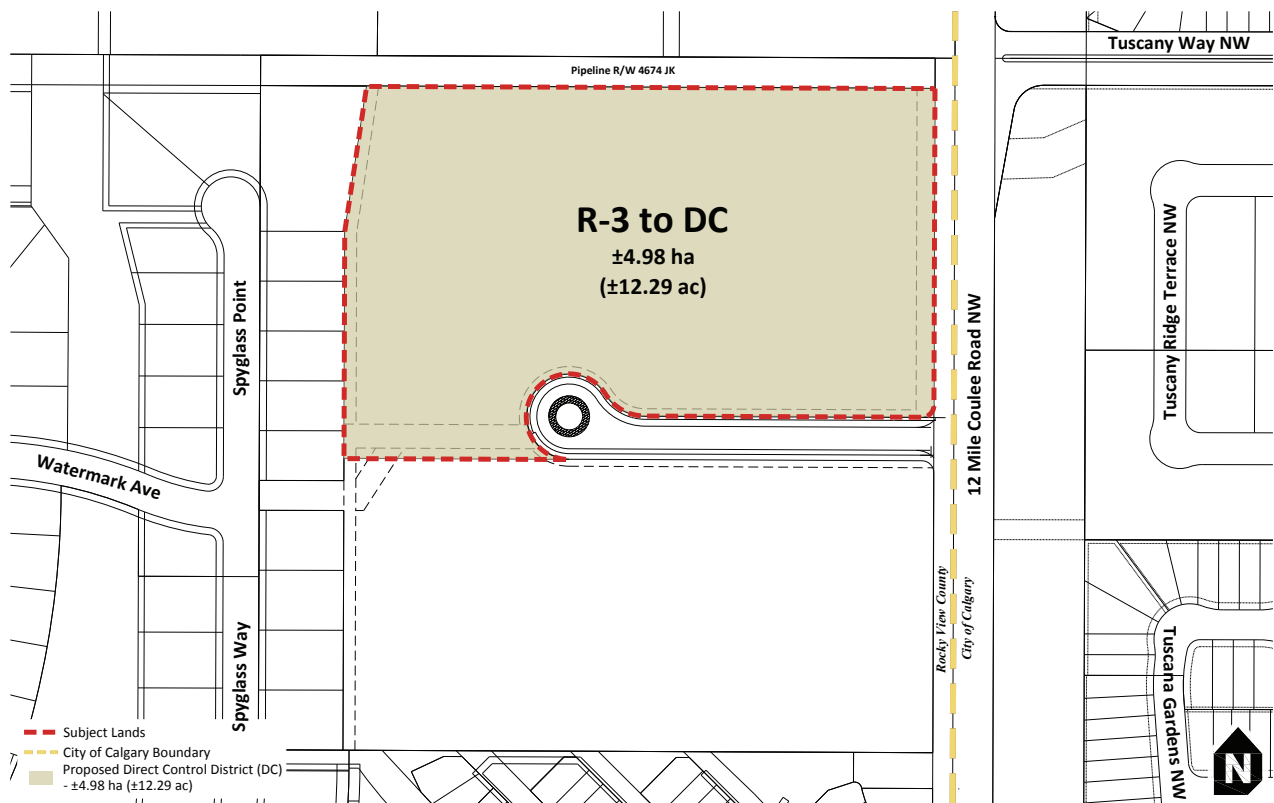 Tuscany Way NW
Pipeline R/W 4674 JK
R-3 to DC
±4.98 ha
(±12.29 ac)
Spyglass Point
12 Mile Coulee Road NW
Tuscany Ridge Terrace NW
Watermark Ave
Rocky View County
City of Calgary
Spyglass Way
Tuscana Gardens NW
Subject Lands
City of Calgary Boundary
Proposed Direct Control District (DC)
- ±4.98 ha (±12.29 ac)
N